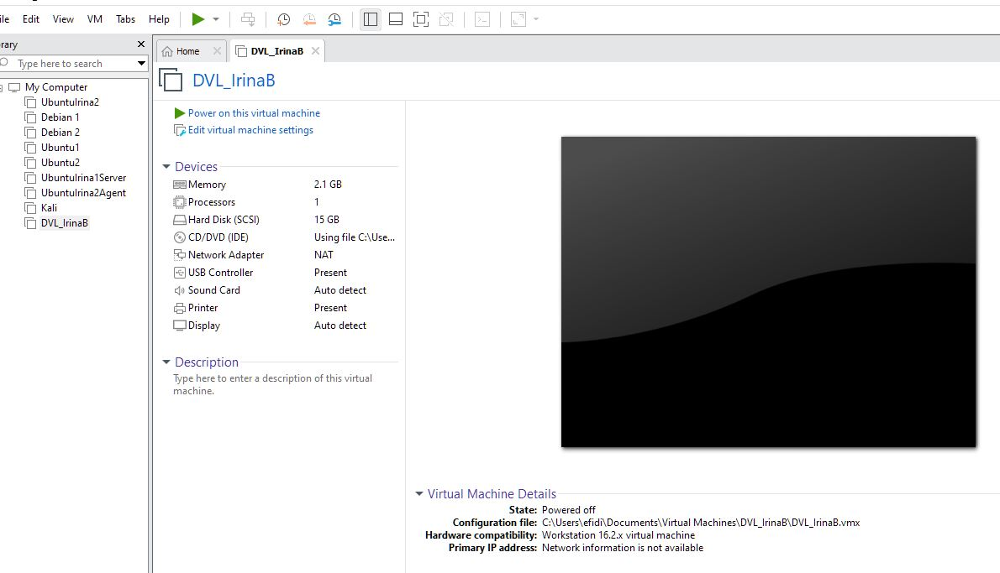 ile Edit View VM Tabs Help
rary
Type here to search
My Computer
UbuntuIrina2
Debian 1
Debian 2
Ubuntu1
Ubuntu2
UbuntuIrina1Server
UbuntuIrina2Agent
Kali
DVL_IrinaB
Home DVL_IrinaB
DVL_IrinaB
Power on this virtual machine
Edit virtual machine settings
Devices
Memory 2.1 GB
Processors 1
Hard Disk (SCSI) 15 GB
CD/DVD (IDE) Using file C:\Use...
Network Adapter NAT
USB Controller Present
Sound Card Auto detect
Printer Present
Display Auto detect
Description
Type here to enter a description of this virtual
machine.
Virtual Machine Details
State: Powered off
Configuration file: C:\Users\efidi\Documents\Virtual Machines\DVL_IrinaB\DVL_IrinaB.vmx
Hardware compatibility: Workstation 16.2.x virtual machine
Primary IP address: Network information is not available